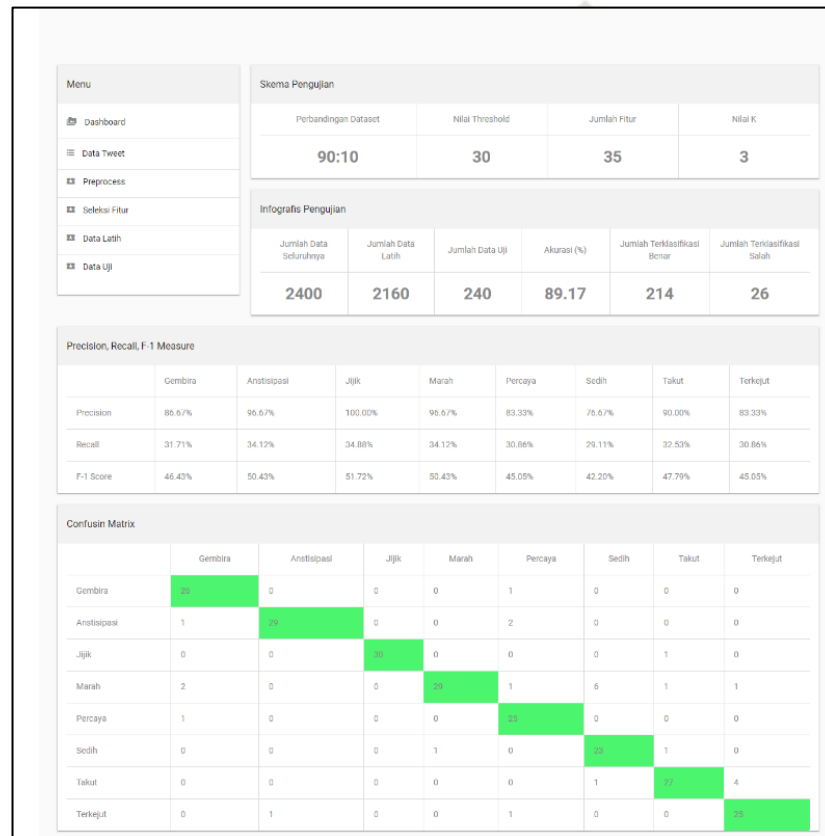 Menu
Dashboard
Data Tweet
Preprocess
Seleksi Fitur
Data Latih
Data Uji
Skema Pengujian
Perbandingan Dataset Nilai Threshold Jumlah Fitur Nilai K
90:10 30 35 3
Infografis Pengujian
Jumlah Data Seluruhnya Jumlah Data Latih Jumlah Data Uji Akurasi (%) Jumlah Terklasifikasi Benar Jumlah Terklasifikasi Salah
2400 2160 240 89.17 214 26
Precision, Recall, F-1 Measure
Gembira Anstisipasi Jijik Marah Percaya Sedih Takut Terkejut
Precision 86.67% 96.67% 100.00% 96.67% 83.33% 76.67% 90.00% 83.33%
Recall 31.71% 34.12% 34.88% 34.12% 30.86% 29.11% 32.53% 30.86%
F-1 Score 46.43% 50.43% 51.72% 50.43% 45.05% 42.20% 47.79% 45.05%
Confusin Matrix
Gembira Anstisipasi Jijik Marah Percaya Sedih Takut Terkejut
Gembira 26 0 0 0 1 0 0 0
Anstisipasi 1 29 0 0 2 0 0 0
Jijik 0 0 30 0 0 0 1 0
Marah 2 0 0 29 1 6 1 1
Percaya 1 0 0 0 25 0 0 0
Sedih 0 0 0 1 0 23 1 0
Takut 0 0 0 0 0 1 27 4
Terkejut 0 1 0 0 1 0 0 25